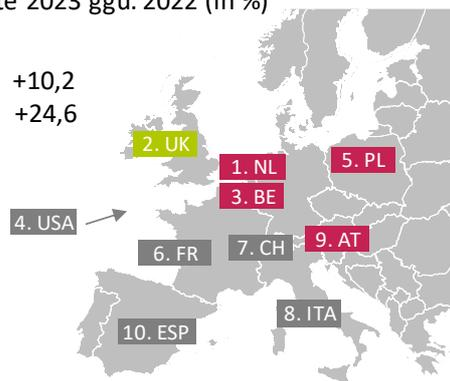 2023 ggü. 2022 (in %)
+10,2
+24,6
2. UK
1. NL
5. PL
3. BE
4. USA
9. AT
7. CH
6. FR
8. ITA
10. ESP